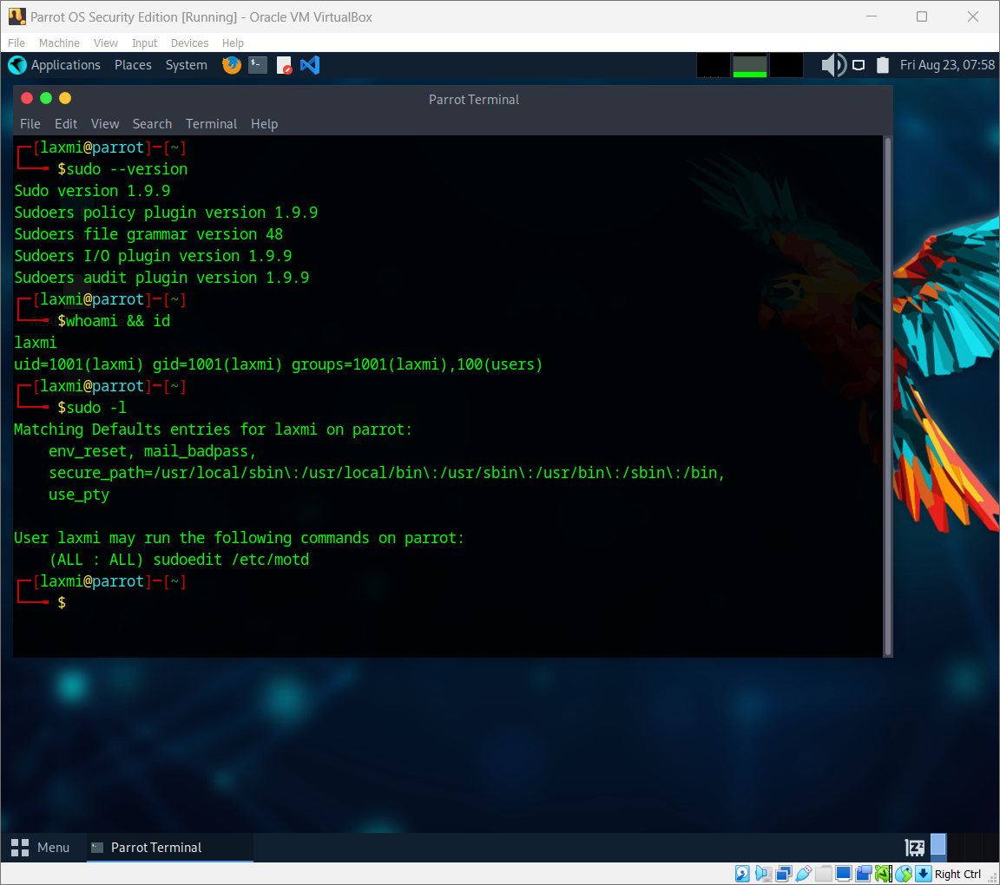 Parrot OS Security Edition [Running] - Oracle VM VirtualBox
File Machine View Input Devices Help
Applications Places System Fri Aug 23, 07:58
Parrot Terminal
File Edit View Search Terminal Help
[laxmi@parrot]-[~]
$sudo --version
Sudo version 1.9.9
Sudoers policy plugin version 1.9.9
Sudoers file grammar version 48
Sudoers I/O plugin version 1.9.9
Sudoers audit plugin version 1.9.9
[laxmi@parrot]-[~]
$whoami && id
laxmi
uid=1001(laxmi) gid=1001(laxmi) groups=1001(laxmi),100(users)
[laxmi@parrot]-[~]
$sudo -l
Matching Defaults entries for laxmi on parrot:
env_reset, mail_badpass,
secure_path=/usr/local/sbin\:/usr/local/bin\:/usr/sbin\:/usr/bin\:/sbin\:/bin,
use_pty
User laxmi may run the following commands on parrot:
(ALL : ALL) sudoedit /etc/motd
[laxmi@parrot]-[~]
$
Menu Parrot Terminal
Right Ctrl